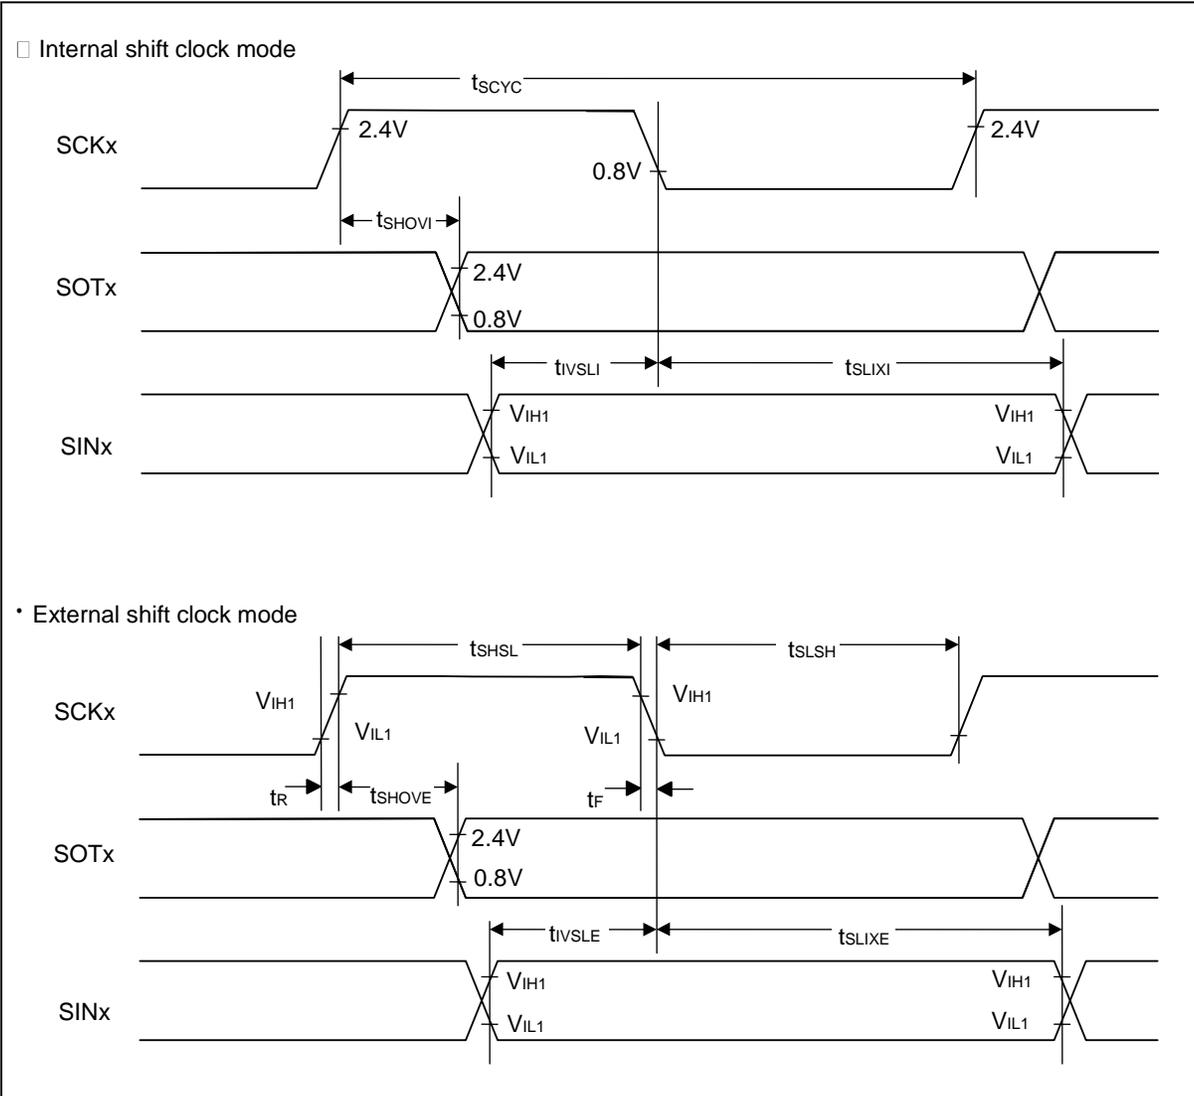 Internal shift clock mode
tSCYC
SCKx
2.4V
2.4V
0.8V
tSHOVI
SOTx
2.4V
0.8V
tIVSLI
tSLIXI
SINx
VIH1
VIH1
VIL1
VIL1
• External shift clock mode
tSHSL
tSLSH
SCKx
VIH1
VIH1
VIL1
VIL1
tR
tSHOVE
tF
SOTx
2.4V
0.8V
tIVSLE
tSLIXE
SINx
VIH1
VIH1
VIL1
VIL1